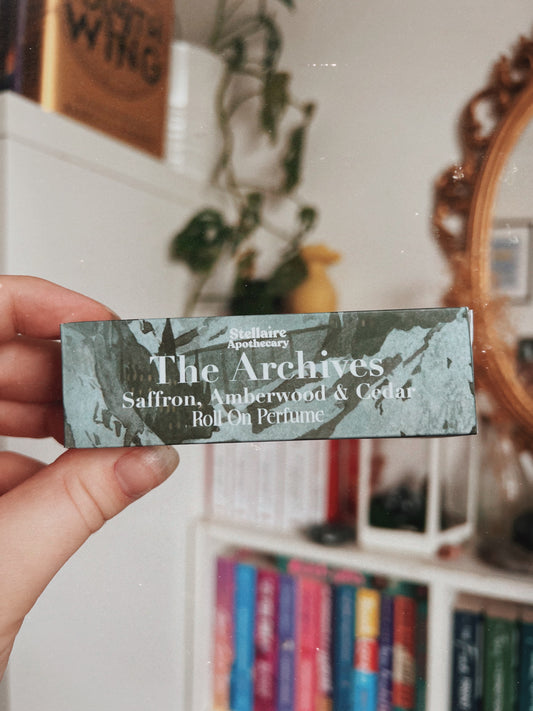 WING
Stellaire
Apothecary
The Archives
Saffron, Amberwood & Cedar
Roll On Perfume